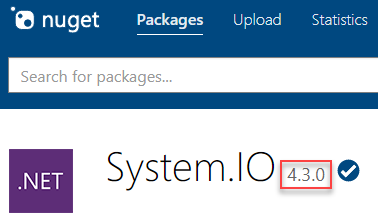 nuget Packages Upload Statistics
Search for packages...
.NET System.IO 4.3.0